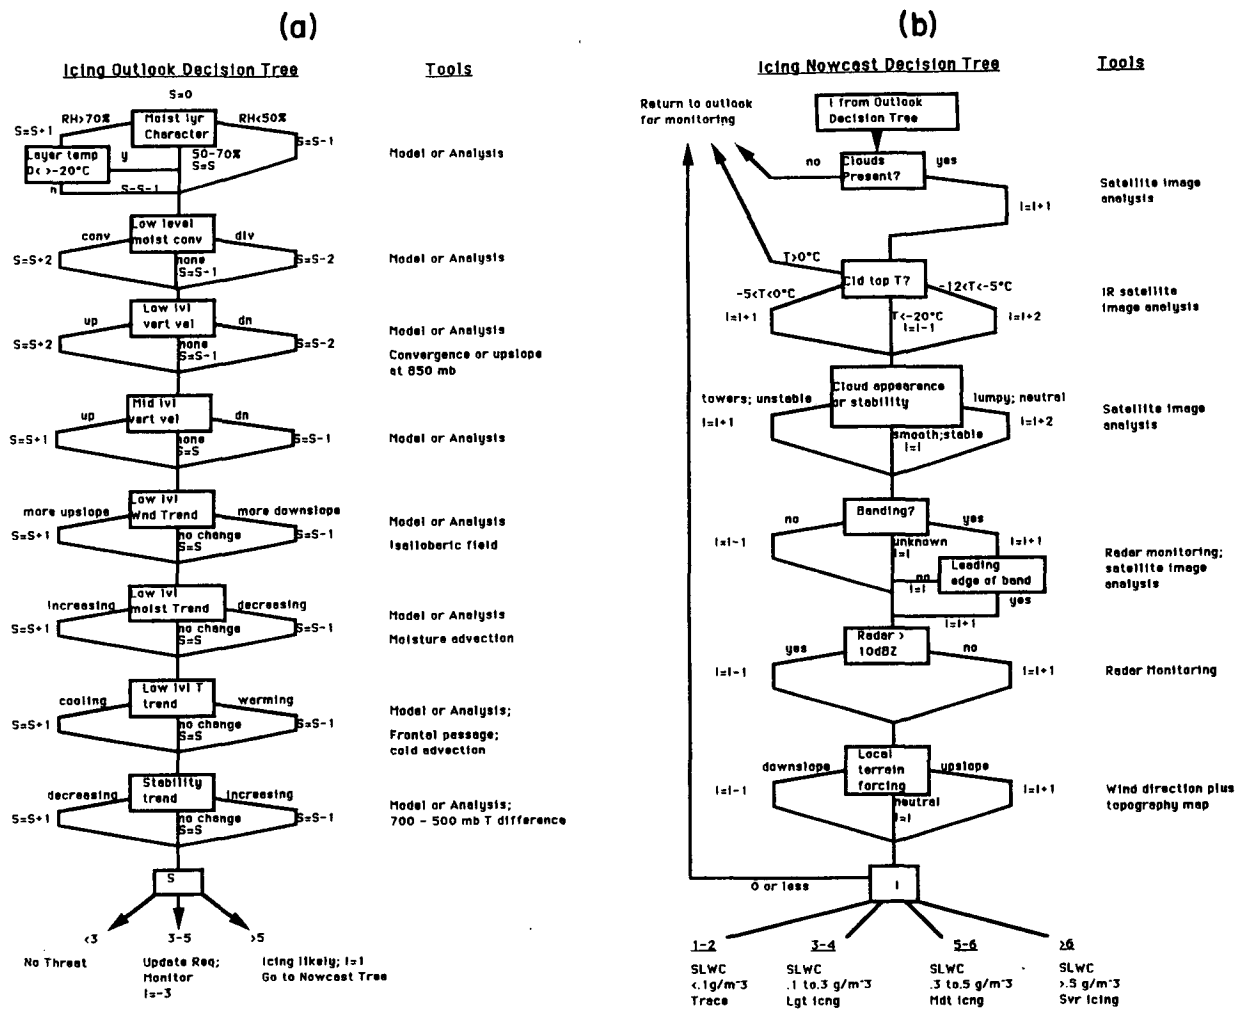 (a)
Icing Outlook Decision Tree
Tools
S=0
Moist lyr
Character
RH>70%
RH<50%
S=S+1
S=S-1
50-70%
S=S
Layer temp
0< >-20°C
y
n
S=S-1
Model or Analysis
Low level
moist conv
conv
div
S=S+2
none
S=S-1
S=S-2
Model or Analysis
Low lvl
vert vel
up
dn
S=S+2
none
S=S-1
S=S-2
Model or Analysis
Convergence or upslope
at 850 mb
Mid lvl
vert vel
up
dn
S=S+1
none
S=S
S=S-1
Model or Analysis
Low lvl
Wnd Trend
more upslope
more downslope
S=S+1
no change
S=S
S=S-1
Model or Analysis
Isallobaric field
Low lvl
moist Trend
increasing
decreasing
S=S+1
no change
S=S
S=S-1
Model or Analysis
Moisture advection
Low lvl T
trend
cooling
warming
S=S+1
no change
S=S
S=S-1
Model or Analysis;
Frontal passage;
cold advection
Stability
trend
decreasing
increasing
S=S+1
no change
S=S
S=S-1
Model or Analysis;
700 - 500 mb T difference
S
<3
3-5
>5
No Threat
Update Req;
Monitor
I=-3
Icing likely; I=1
Go to Nowcast Tree
(b)
Icing Nowcast Decision Tree
Tools
Return to outlook
for monitoring
I from Outlook
Decision Tree
Clouds
Present?
no
yes
I=I+1
Satellite image
analysis
T>0°C
Cld top T?
-5<T<0°C
-12<T<-5°C
I=I+1
T<-20°C
I=I-1
I=I+2
IR satellite
image analysis
Cloud appearance
or stability
towers; unstable
lumpy; neutral
I=I+1
smooth;stable
I=I
I=I+2
Satellite image
analysis
Banding?
no
yes
I=I-1
unknown
I=I
I=I+1
Leading
edge of band
no
I=I
yes
I=I+1
Radar monitoring;
satellite image
analysis
Radar >
10dBZ
yes
no
I=I-1
I=I+1
Radar Monitoring
Local
terrain
forcing
downslope
upslope
I=I-1
neutral
I=I
I=I+1
Wind direction plus
topography map
0 or less
I
1-2
3-4
5-6
>6
SLWC
<.1g/m^3
Trace
SLWC
.1 to.3 g/m^3
Lgt Icng
SLWC
.3 to.5 g/m^3
Mdt Icng
SLWC
>.5 g/m^3
Svr Icing